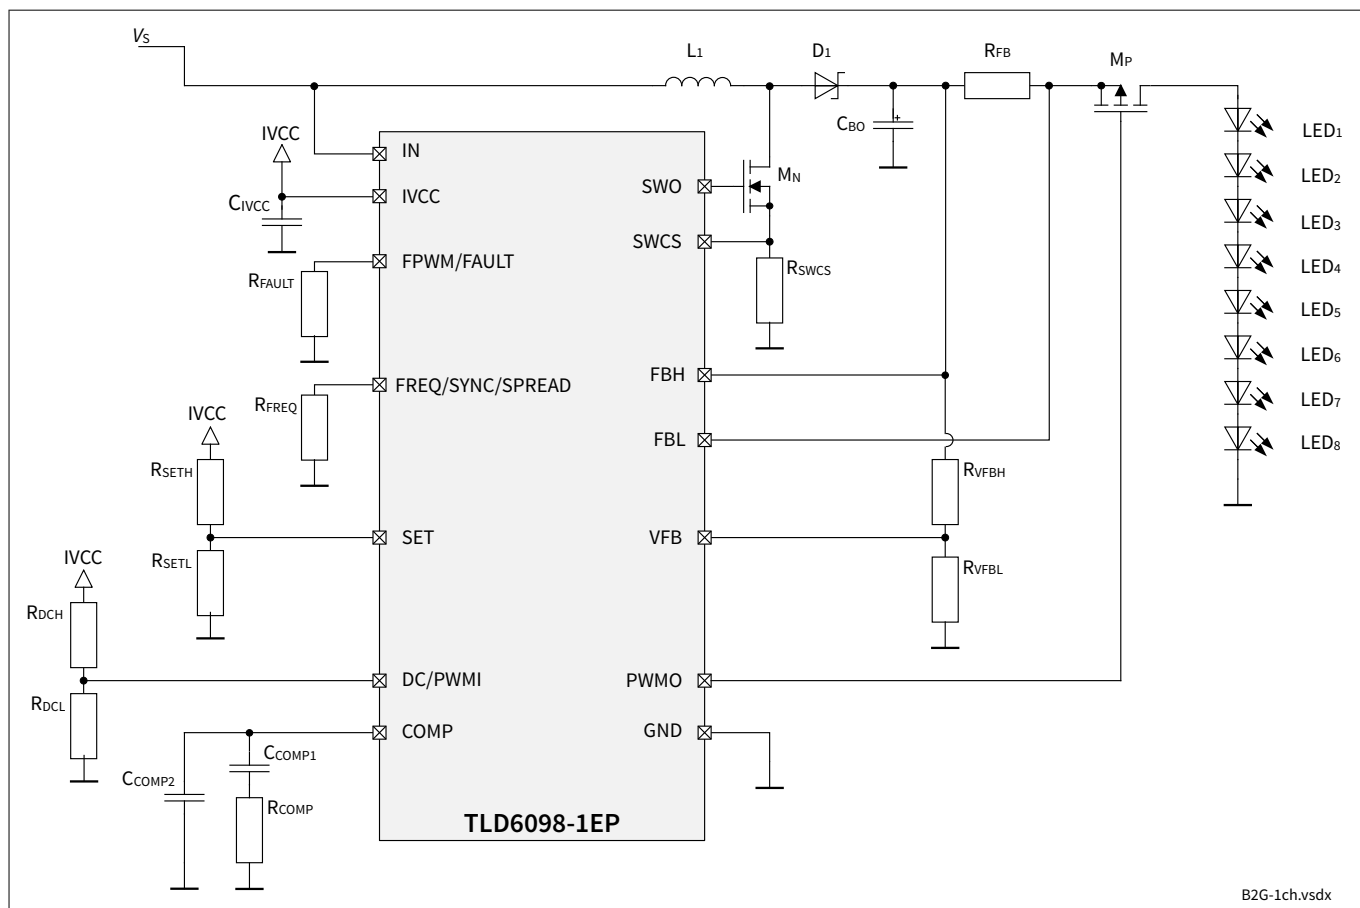 VS
L1
D1
RFB
MP
IVCC
IN
CBO
LED1
CIVCC
IVCC
SWO
MN
LED2
LED3
SWCS
FPWM/FAULT
RFAULT
RSWCS
LED4
LED5
LED6
FBH
FREQ/SYNC/SPREAD
RFREQ
IVCC
LED7
FBL
LED8
RSETH
RVFBH
SET
VFB
IVCC
RSETL
RVFBL
RDCH
DC/PWMI
PWMO
RDCL
COMP
GND
CCOMP1
CCOMP2
RCOMP
TLD6098-1EP
B2G-1ch.vsdx